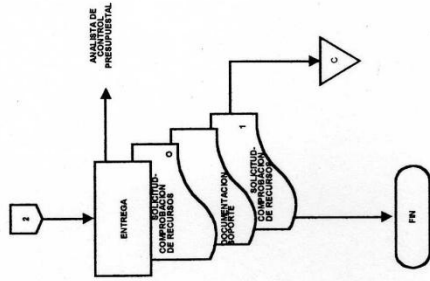 2
ENTREGA
ANALISTA DE
CONTROL
PRESUPUESTAL
0
SOLICITUD-
COMPROBACION
DE RECURSOS
DOCUMENTACION
SOPORTE
1
SOLICITUD-
COMPROBACION
DE RECURSOS
C
FIN